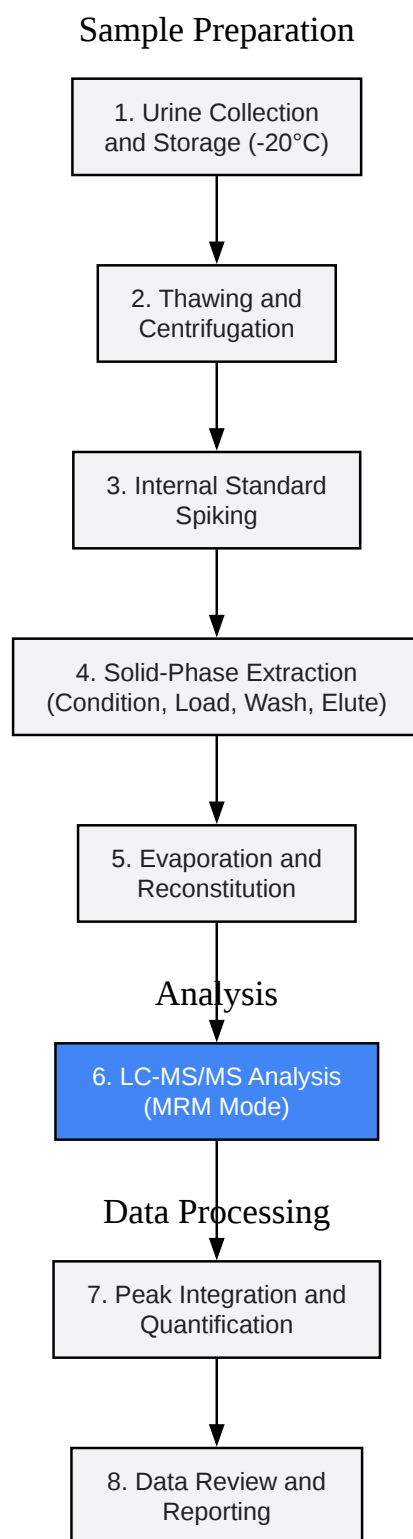 Sample Preparation
1. Urine Collection
and Storage (-20°C)
2. Thawing and
Centrifugation
3. Internal Standard
Spiking
4. Solid-Phase Extraction
(Condition, Load, Wash, Elute)
5. Evaporation and
Reconstitution
Analysis
6. LC-MS/MS Analysis
(MRM Mode)
Data Processing
7. Peak Integration and
Quantification
8. Data Review and
Reporting